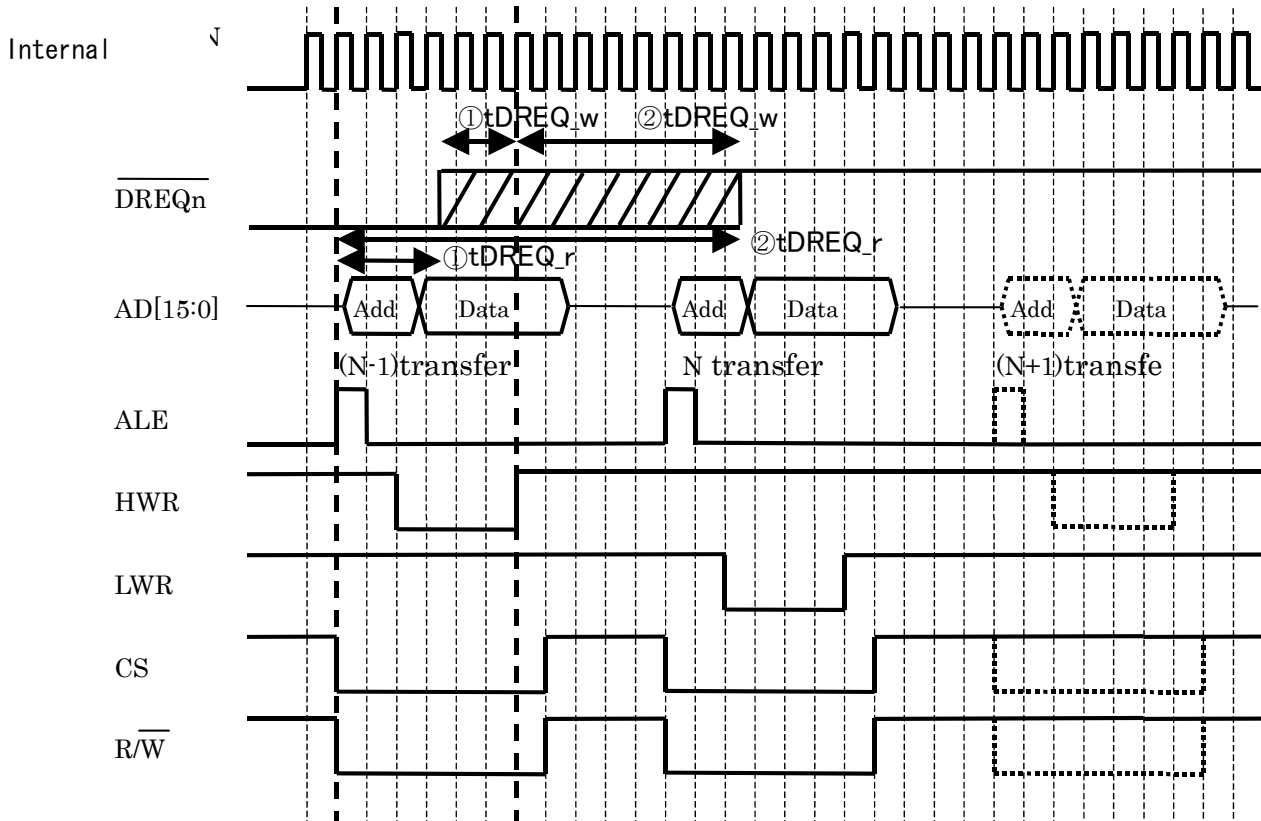 Internal
①tDREQ_w ②tDREQ_w
DREQn
②tDREQ_r
①tDREQ_r
AD[15:0] Add Data Add Data Add Data
(N-1)transfer N transfer (N+1)transfe
ALE
HWR
LWR
CS
R/W